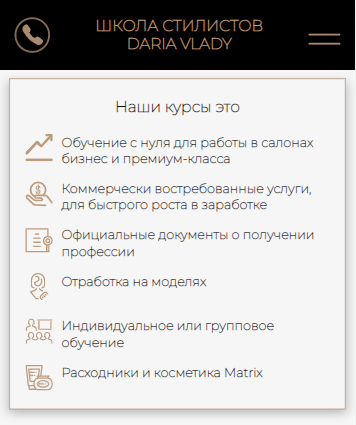 ШКОЛА СТИЛИСТОВ
DARIA VLADY
Наши курсы это
Обучение с нуля для работы в салонах
бизнес и премиум-класса
Коммерчески востребованные услуги,
для быстрого роста в заработке
Официальные документы о получении
профессии
Отработка на моделях
Индивидуальное или групповое
обучение
Расходники и косметика Matrix